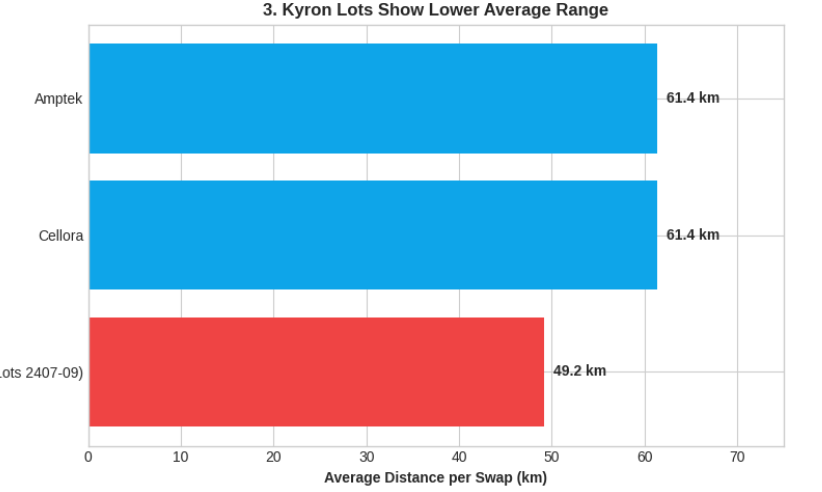 3. Kyron Lots Show Lower Average Range
Amptek
61.4 km
Cellora
61.4 km
ots 2407-09)
49.2 km
0 10 20 30 40 50 60 70
Average Distance per Swap (km)